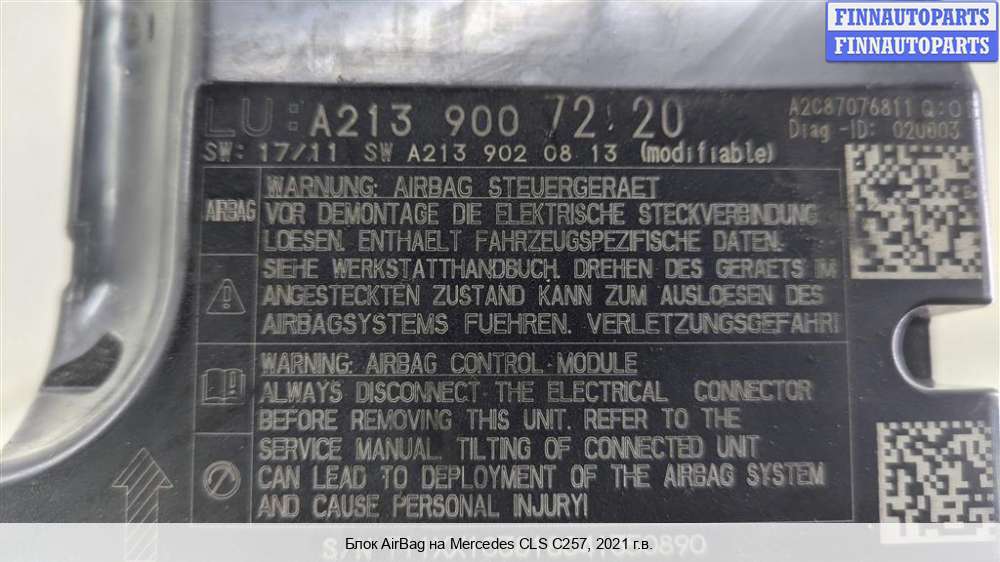 FINNAUTOPARTS
FINNAUTOPARTS
LU: A213 900 72 20
A2C87076811 Q:0
Diag-ID: 020003
SW: 17/11 SW A213 902 08 13 (modifiable)
AIRBAG
WARNUNG: AIRBAG STEUERGERAET
VOR DEMONTAGE DIE ELEKTRISCHE STECKVERBINDUNG
LOESEN. ENTHAELT FAHRZEUGSPEZIFISCHE DATEN.
SIEHE WERKSTATTHANDBUCH. DREHEN DES GERAETS IM
ANGESTECKTEN ZUSTAND KANN ZUM AUSLOESEN DES
AIRBAGSYSTEMS FUEHREN. VERLETZUNGSGEFAHR!
WARNING: AIRBAG CONTROL-MODULE
ALWAYS DISCONNECT THE ELECTRICAL CONNECTOR
BEFORE REMOVING THIS UNIT. REFER TO THE
SERVICE MANUAL. TILTING OF CONNECTED UNIT
CAN LEAD TO DEPLOYMENT OF THE AIRBAG SYSTEM
AND CAUSE PERSONAL INJURY!
Блок AirBag на Mercedes CLS C257, 2021 г.в.